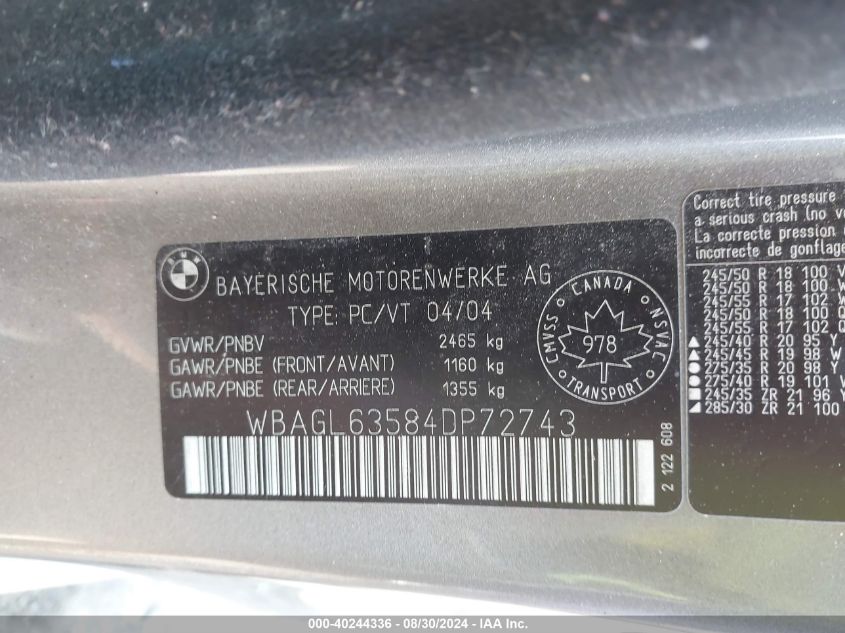 BMW
BAYERISCHE MOTORENWERKE AG
TYPE: PC/VT 04/04
GVWR/PNBV 2465 kg
GAWR/PNBE (FRONT/AVANT) 1160 kg
GAWR/PNBE (REAR/ARRIERE) 1355 kg
WBAGL63584DP72743
2 122 608
CANADA
CMVSS
NSVAC
978
TRANSPORT
Correct tire pressure
a serious crash (no
La correcte pression
incorrecte de gonflage
245/50 R 18 100 V
245/50 R 18 100 W
245/55 R 17 102 W
245/50 R 18 100 Q
245/55 R 17 102 Q
245/40 R 20 95 Y
245/45 R 19 98 W
275/35 R 20 98 Y
275/40 R 19 101 W
245/35 ZR 21 96 Y
285/30 ZR 21 100
000-40244336 - 08/30/2024 - © IAA, Inc.